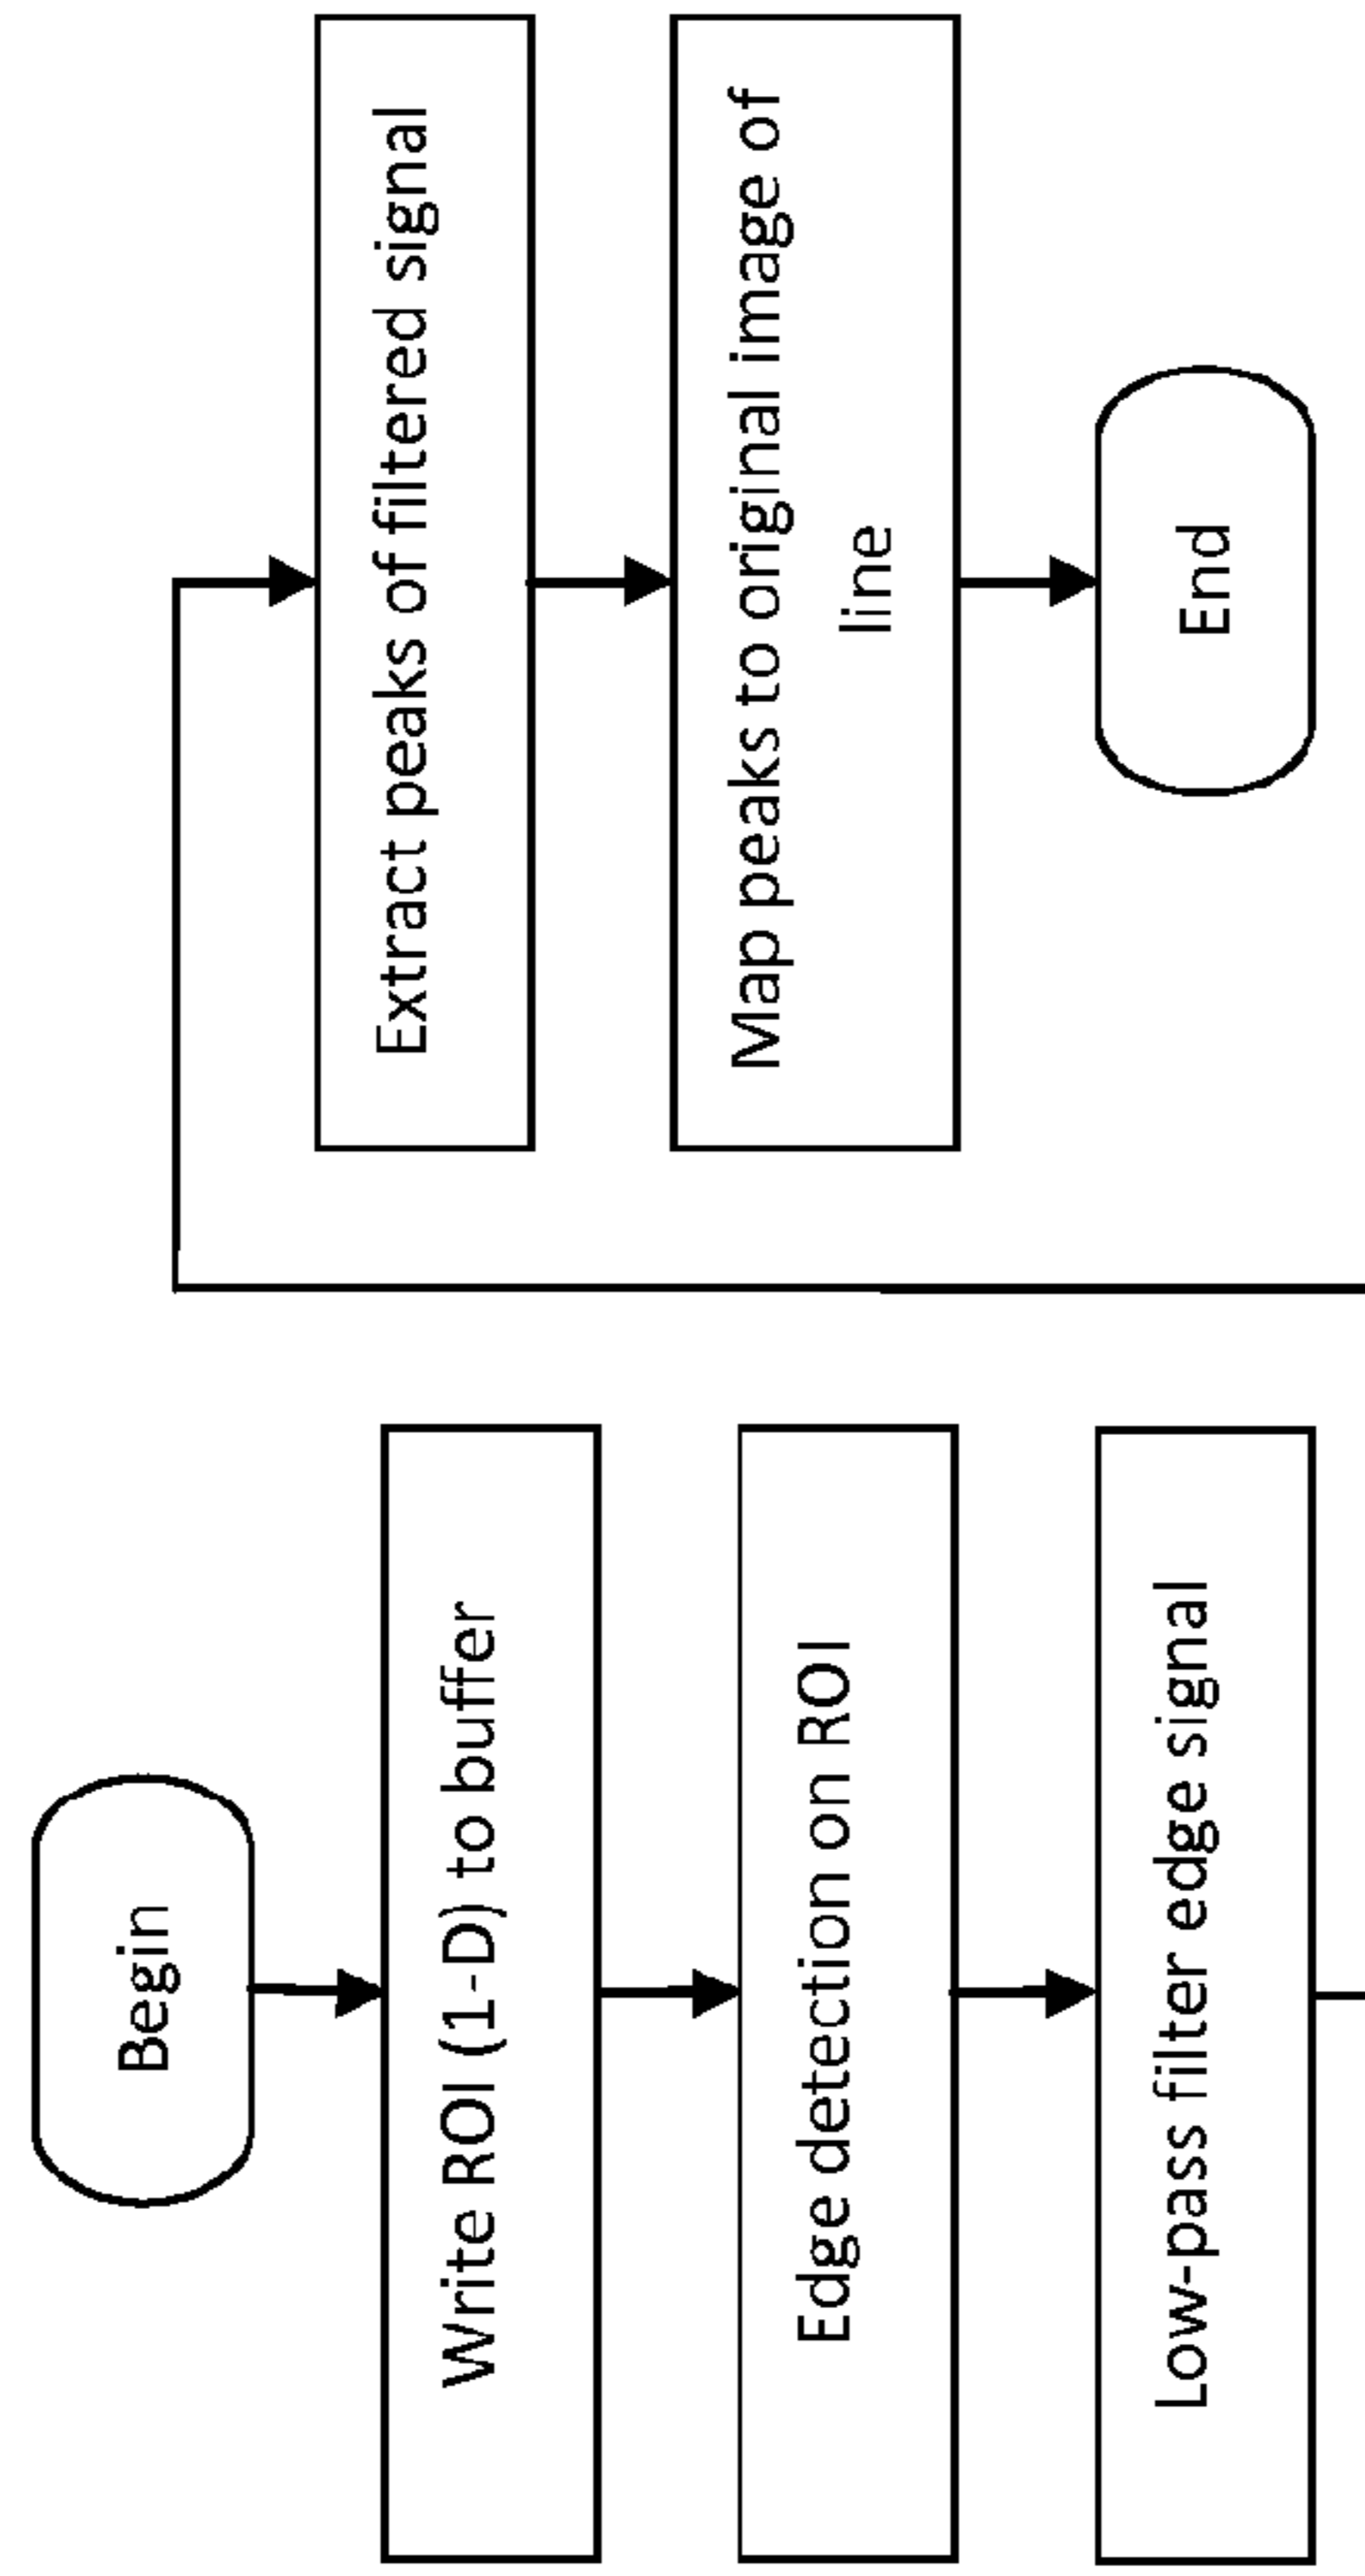 Begin
Write ROI (1-D) to buffer
Edge detection on ROI
Low-pass filter edge signal
Extract peaks of filtered signal
Map peaks to original image of
line
End